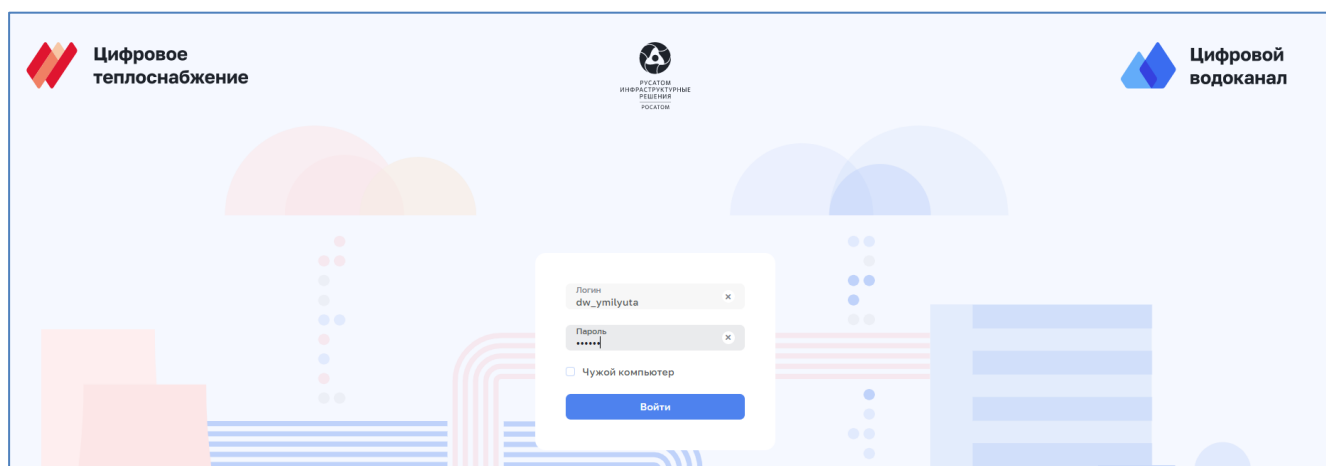 Цифровое
теплоснабжение
РУСАТОМ
ИНФРАСТРУКТУРНЫЕ
РЕШЕНИЯ
РОСАТОМ
Цифровой
водоканал
Логин
dw_ymilyuta
Пароль
••••••
Чужой компьютер
Войти